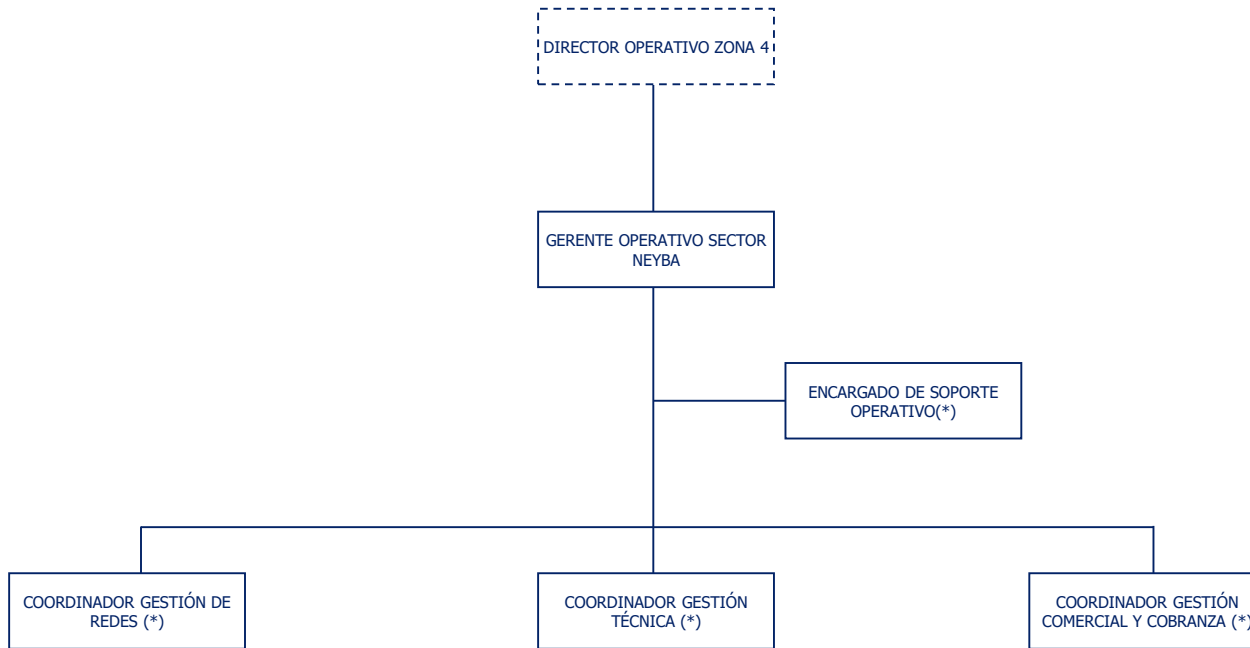 DIRECTOR OPERATIVO ZONA 4
GERENTE OPERATIVO SECTOR
NEYBA
ENCARGADO DE SOPORTE
OPERATIVO(*)
COORDINADOR GESTIÓN DE
REDES (*)
COORDINADOR GESTIÓN
TÉCNICA (*)
COORDINADOR GESTIÓN
COMERCIAL Y COBRANZA (*)